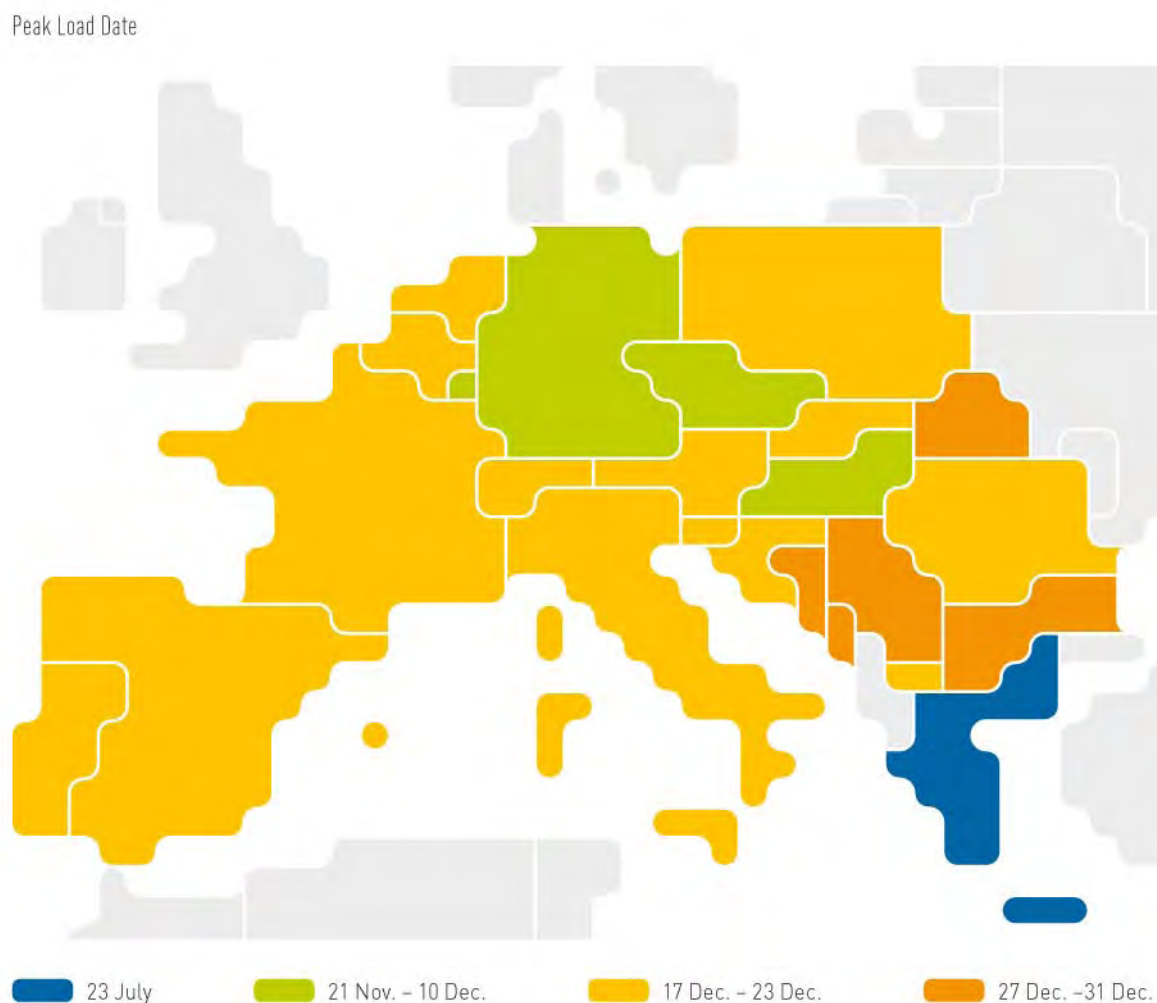 Peak Load Date
23 July
21 Nov. – 10 Dec.
17 Dec. – 23 Dec.
27 Dec. –31 Dec.